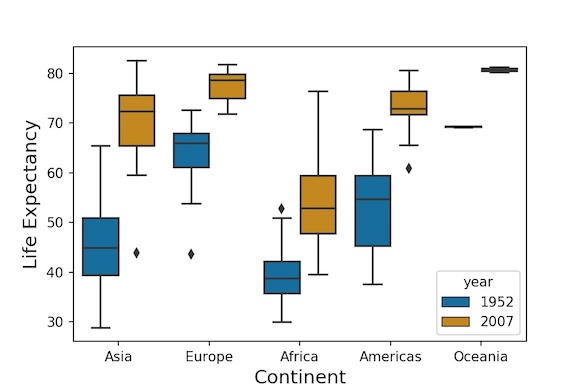 80
70
60
50
40
30
Life Expectancy
year
1952
2007
Asia Europe Africa Americas Oceania
Continent